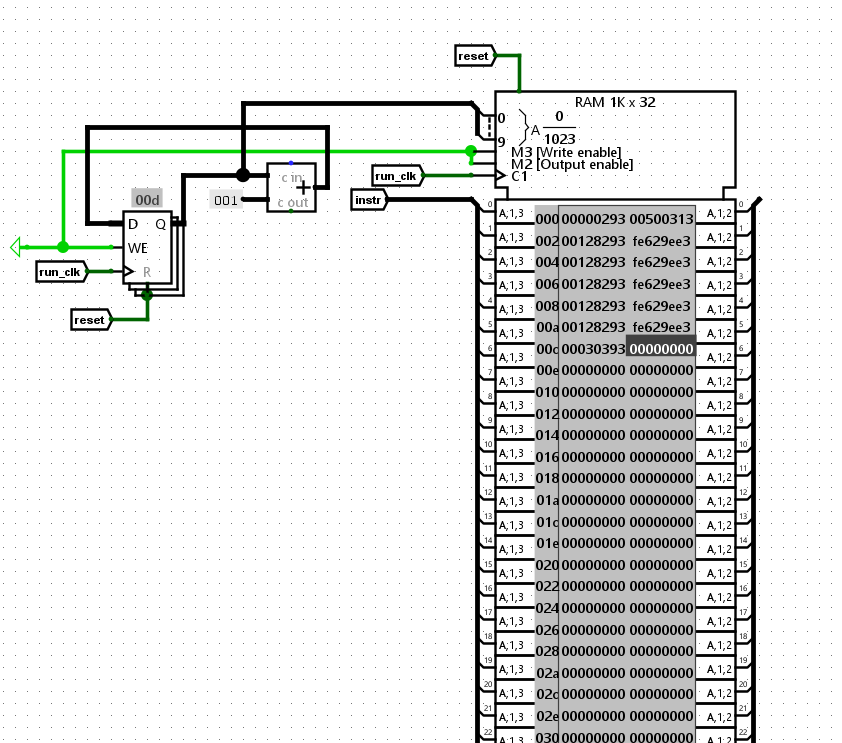 reset
RAM 1K x 32
0
9
A
0
1023
M3 [Write enable]
M2 [Output enable]
C1
run_clk
instr
c in
+
c out
001
00d
D
Q
WE
R
run_clk
reset
0 A;1,3 000 00000293 00500313 A,1;2 0
1 A;1,3 002 00128293 fe629ee3 A,1;2 1
2 A;1,3 004 00128293 fe629ee3 A,1;2 2
3 A;1,3 006 00128293 fe629ee3 A,1;2 3
4 A;1,3 008 00128293 fe629ee3 A,1;2 4
5 A;1,3 00a 00128293 fe629ee3 A,1;2 5
6 A;1,3 00c 00030393 00000000 A,1;2 6
7 A;1,3 00e 00000000 00000000 A,1;2 7
8 A;1,3 010 00000000 00000000 A,1;2 8
9 A;1,3 012 00000000 00000000 A,1;2 9
10 A;1,3 014 00000000 00000000 A,1;2 10
11 A;1,3 016 00000000 00000000 A,1;2 11
12 A;1,3 018 00000000 00000000 A,1;2 12
13 A;1,3 01a 00000000 00000000 A,1;2 13
14 A;1,3 01c 00000000 00000000 A,1;2 14
15 A;1,3 01e 00000000 00000000 A,1;2 15
16 A;1,3 020 00000000 00000000 A,1;2 16
17 A;1,3 022 00000000 00000000 A,1;2 17
18 A;1,3 024 00000000 00000000 A,1;2 18
19 A;1,3 026 00000000 00000000 A,1;2 19
20 A;1,3 028 00000000 00000000 A,1;2 20
21 A;1,3 02a 00000000 00000000 A,1;2 21
22 A;1,3 02c 00000000 00000000 A,1;2 22
02e 00000000 00000000
030 00000000 00000000